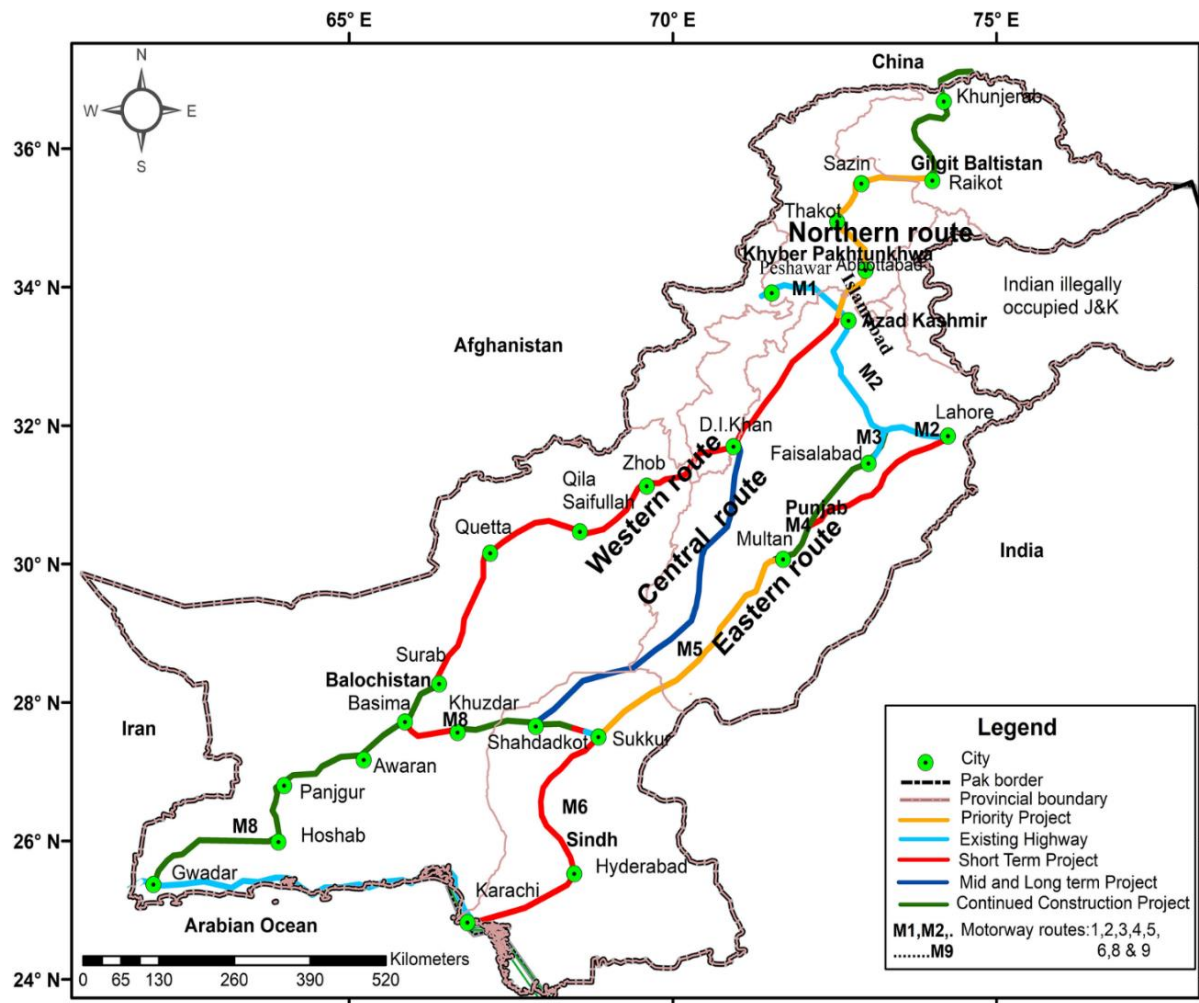 65° E 70° E 75° E
N
W E
S
China
Khunjerab
36° N
Sazin
Gilgit Baltistan
Raikot
Thakot
Northern route
Khyber Pakhtunkhwa
Peshawar
Abbottabad
34° N
M1
Islamabad
Indian illegally
occupied J&K
Azad Kashmir
Afghanistan
M2
32° N
Lahore
D.I.Khan
M3
M2
Faisalabad
Zhob
Qila
Saifullah
Western route
Central route
Punjab
M4
Quetta
Multan
India
30° N
Eastern route
M5
Surab
Balochistan
28° N
Basima
Khuzdar
M8
Shahdadkot
Sukkur
Iran
Awaran
Panjgur
M6
26° N
M8
Hoshab
Sindh
Hyderabad
Gwadar
Karachi
Arabian Ocean
Kilometers
0 65 130 260 390 520
24° N
Legend
City
Pak border
Provincial boundary
Priority Project
Existing Highway
Short Term Project
Mid and Long term Project
Continued Construction Project
M1,M2,. Motorway routes:1,2,3,4,5,
........M9 6,8 & 9
65° E 70° E 75° E